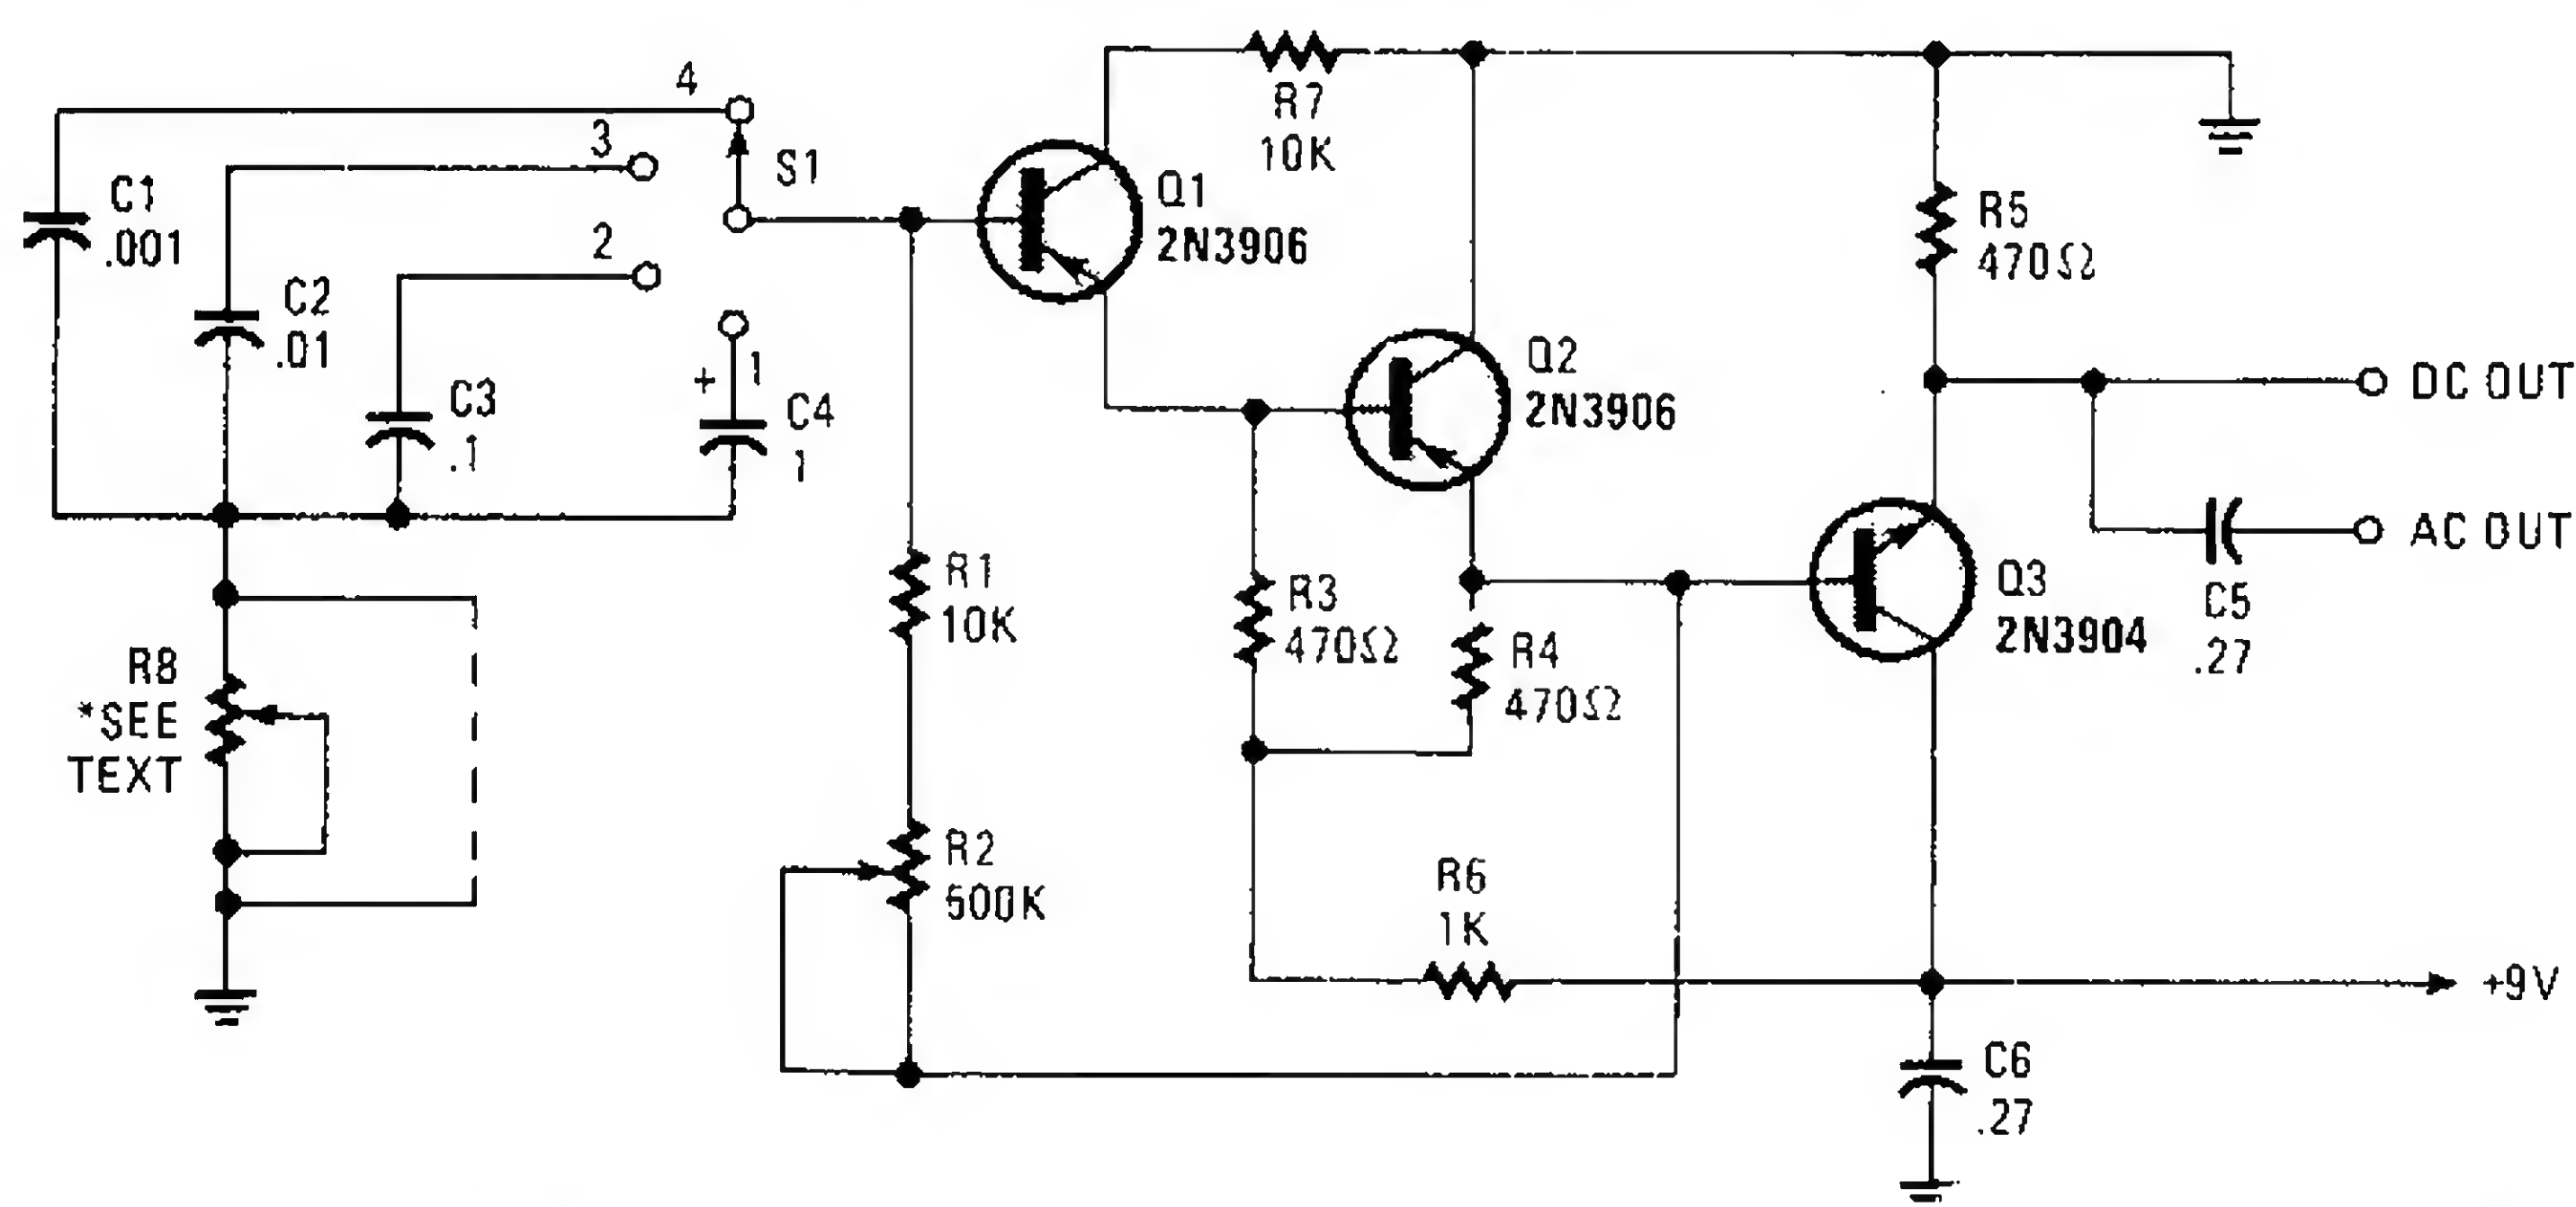 4
3
2
+ 1
S1
C1
.001
C2
.01
C3
.1
C4
1
R8
*SEE
TEXT
R1
10K
R2
500K
Q1
2N3906
R7
10K
Q2
2N3906
R3
470Ω
R4
470Ω
R6
1K
R5
470Ω
Q3
2N3904
DC OUT
AC OUT
C5
.27
+9V
C6
.27